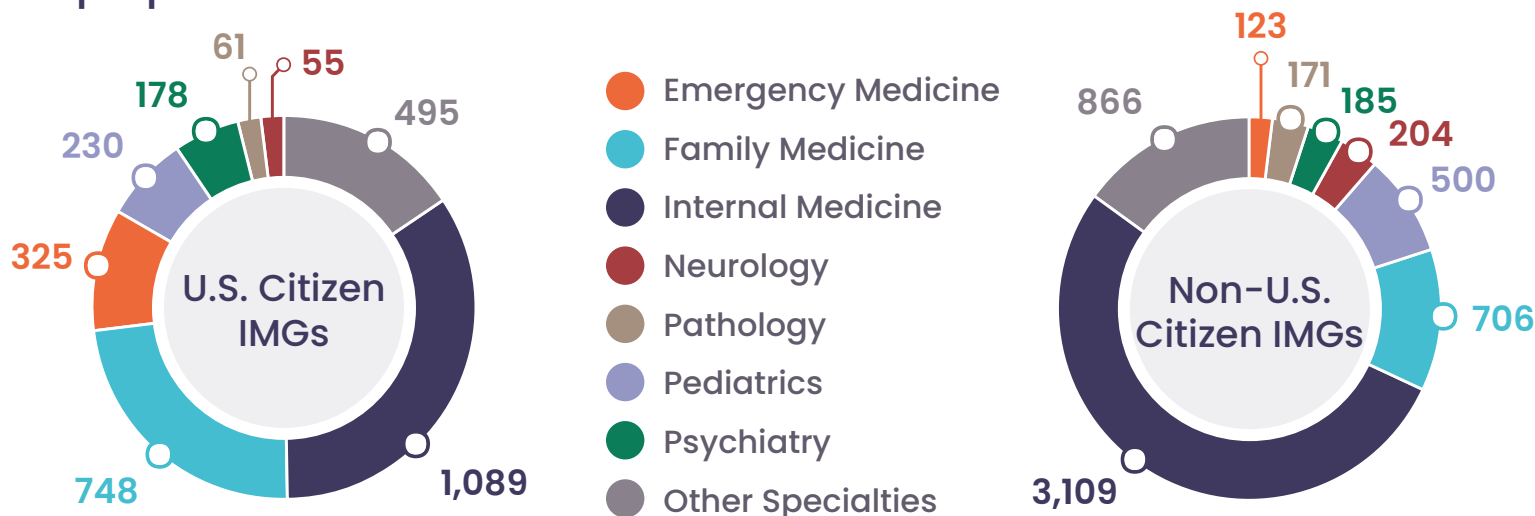 61
55
178
495
230
325
U.S. Citizen
IMGs
748
1,089
Emergency Medicine
Family Medicine
Internal Medicine
Neurology
Pathology
Pediatrics
Psychiatry
Other Specialties
123
171
866
185
204
500
Non-U.S.
Citizen IMGs
706
3,109